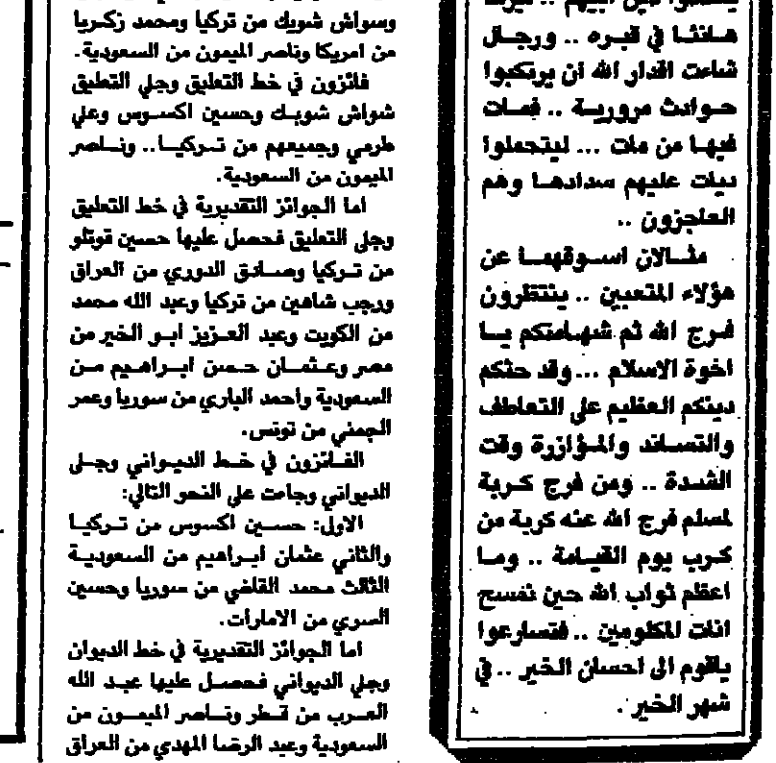 هانئا في قبره .. ورجال
شاءت اقدار الله ان يرتكبوا
حوادث مرورية .. فمات
فيها من مات ... ليتحملوا
ديات عليهم سدادها وهم
العاجزون ..
مثالان اسوقهما عن
هؤلاء المتعبين .. ينتظرون
فرج الله ثم شهامتكم يا
اخوة الاسلام ... وقد حثكم
دينكم العظيم على التعاطف
والتساند والمؤازرة وقت
الشدة .. ومن فرج كربة
لمسلم فرج الله عنه كربة من
كرب يوم القيامة .. وما
اعظم ثواب الله حين نمسح
انات المكلومين .. فتسارعوا
ياقوم الى احسان الخير .. في
شهر الخير .
وسواش شويك من تركيا ومحمد زكريا
من امريكا وناصر الميمون من السعودية.
فائزون في خط التعليق وجلي التعليق
شواش شويك وحسين اكسوس وعلي
طرمي وجميعهم من تركيا.. وناصر
الميمون من السعودية.
اما الجوائز التقديرية في خط التعليق
وجلي التعليق فحصل عليها حسين قوتلو
من تركيا وصادق الدوري من العراق
ورجب شاهين من تركيا وعبد الله محمد
من الكويت وعبد العزيز ابو الخير من
مصر وعثمان حسن ابراهيم من
السعودية واحمد الباري من سوريا وعمر
الجمني من تونس.
الفائزون في خط الديواني وجلي
الديواني وجاءت على النحو التالي:
الاول: حسين اكسوس من تركيا
والثاني عثمان ابراهيم من السعودية
الثالث محمد القاضي من سوريا وحسين
السري من الامارات.
اما الجوائز التقديرية في خط الديوان
وجلي الديواني فحصل عليها عبد الله
العرب من قطر وناصر الميمون من
السعودية وعبد الرضا المهدي من العراق